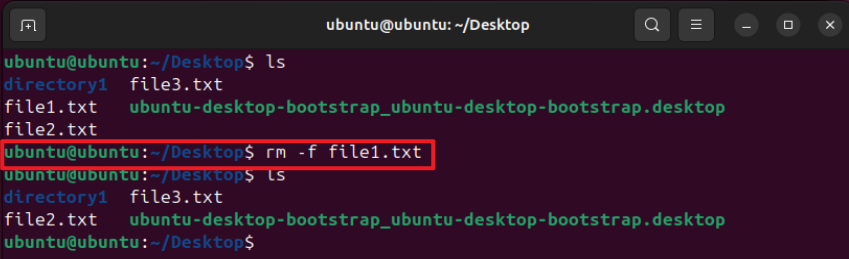 ubuntu@ubuntu: ~/Desktop
ubuntu@ubuntu:~/Desktop$ ls
directory1  file3.txt
file1.txt   ubuntu-desktop-bootstrap_ubuntu-desktop-bootstrap.desktop
file2.txt
ubuntu@ubuntu:~/Desktop$ rm -f file1.txt
ubuntu@ubuntu:~/Desktop$ ls
directory1  file3.txt
file2.txt   ubuntu-desktop-bootstrap_ubuntu-desktop-bootstrap.desktop
ubuntu@ubuntu:~/Desktop$